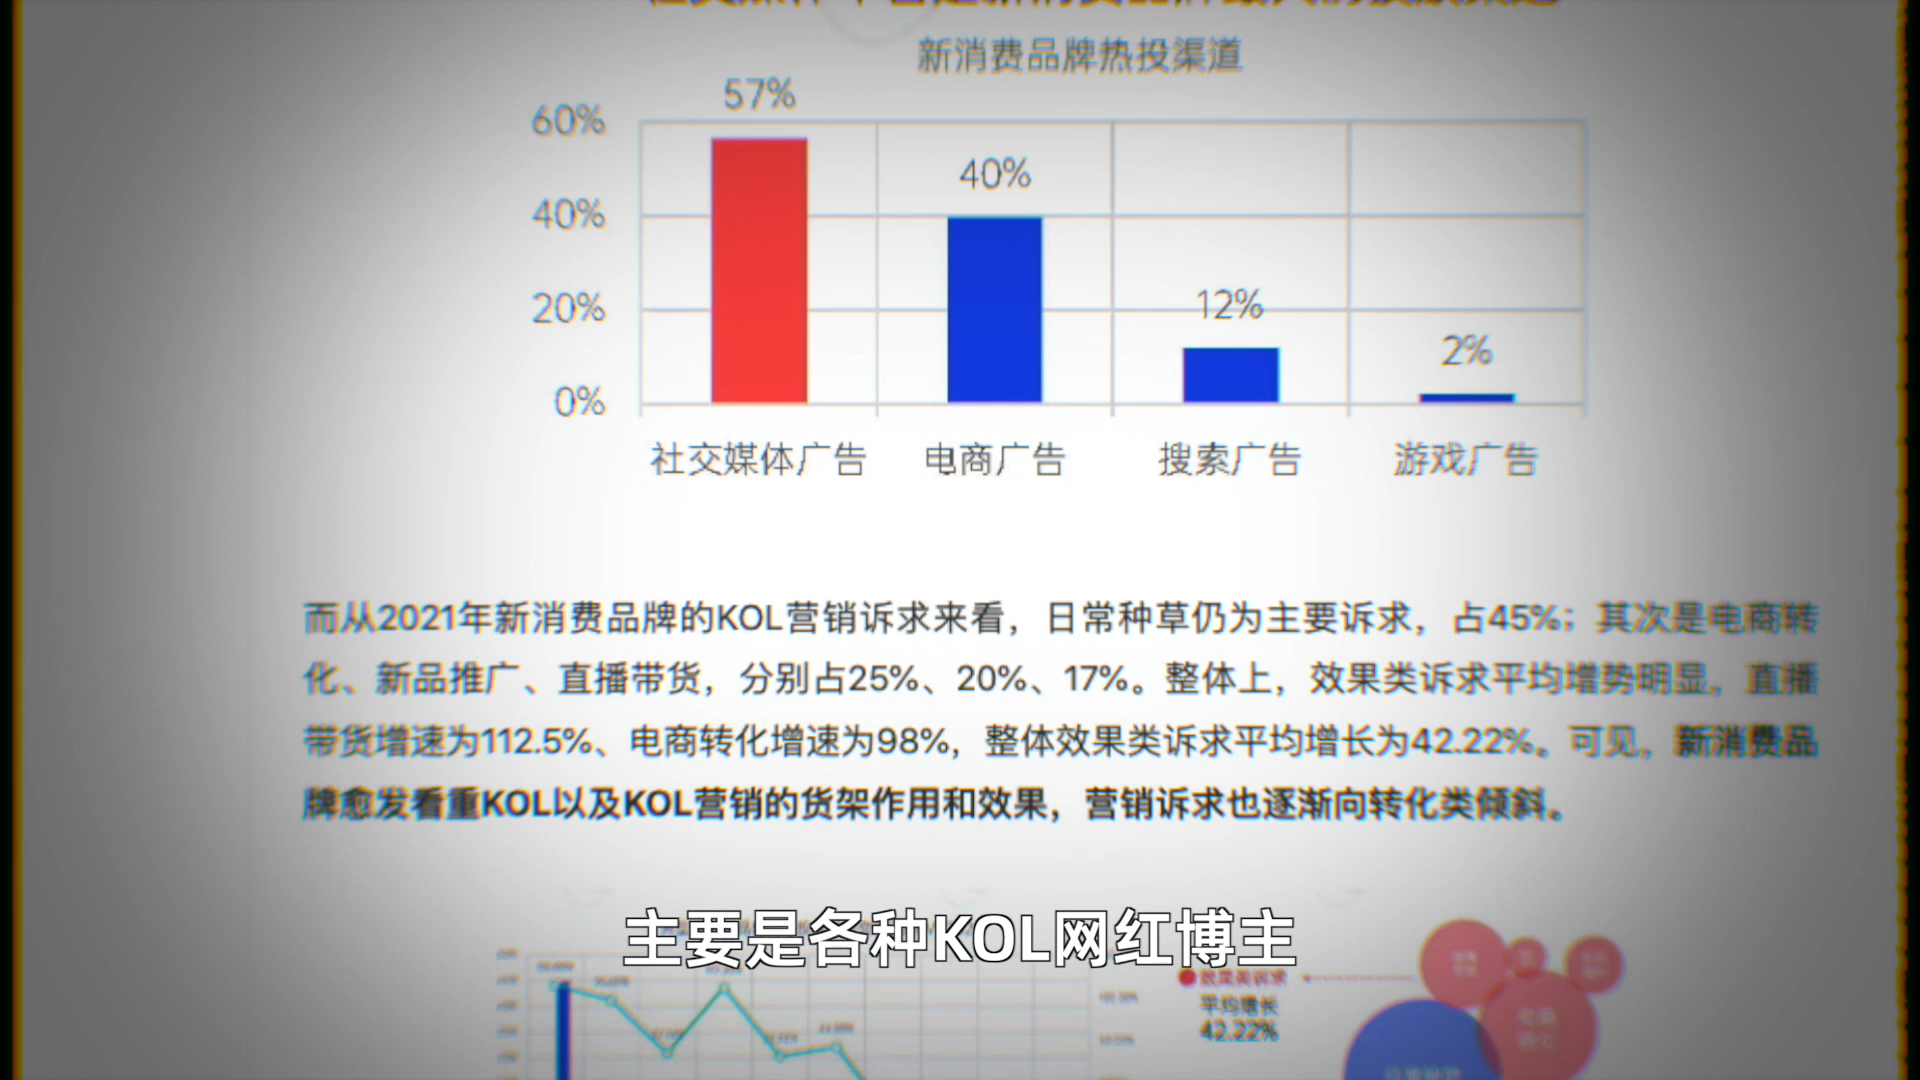 新消费品牌热投渠道
57%
60%
40%
40%
20%
12%
2%
0%
社交媒体广告 电商广告 搜索广告 游戏广告
而从2021年新消费品牌的KOL营销诉求来看，日常种草仍为主要诉求，占45%；其次是电商转
化、新品推广、直播带货，分别占25%、20%、17%。整体上，效果类诉求平均增势明显，直播
带货增速为112.5%、电商转化增速为98%，整体效果类诉求平均增长为42.22%。可见，新消费品
牌愈发看重KOL以及KOL营销的货架作用和效果，营销诉求也逐渐向转化类倾斜。
主要是各种KOL网红博主
效果类诉求
平均增长
42.22%